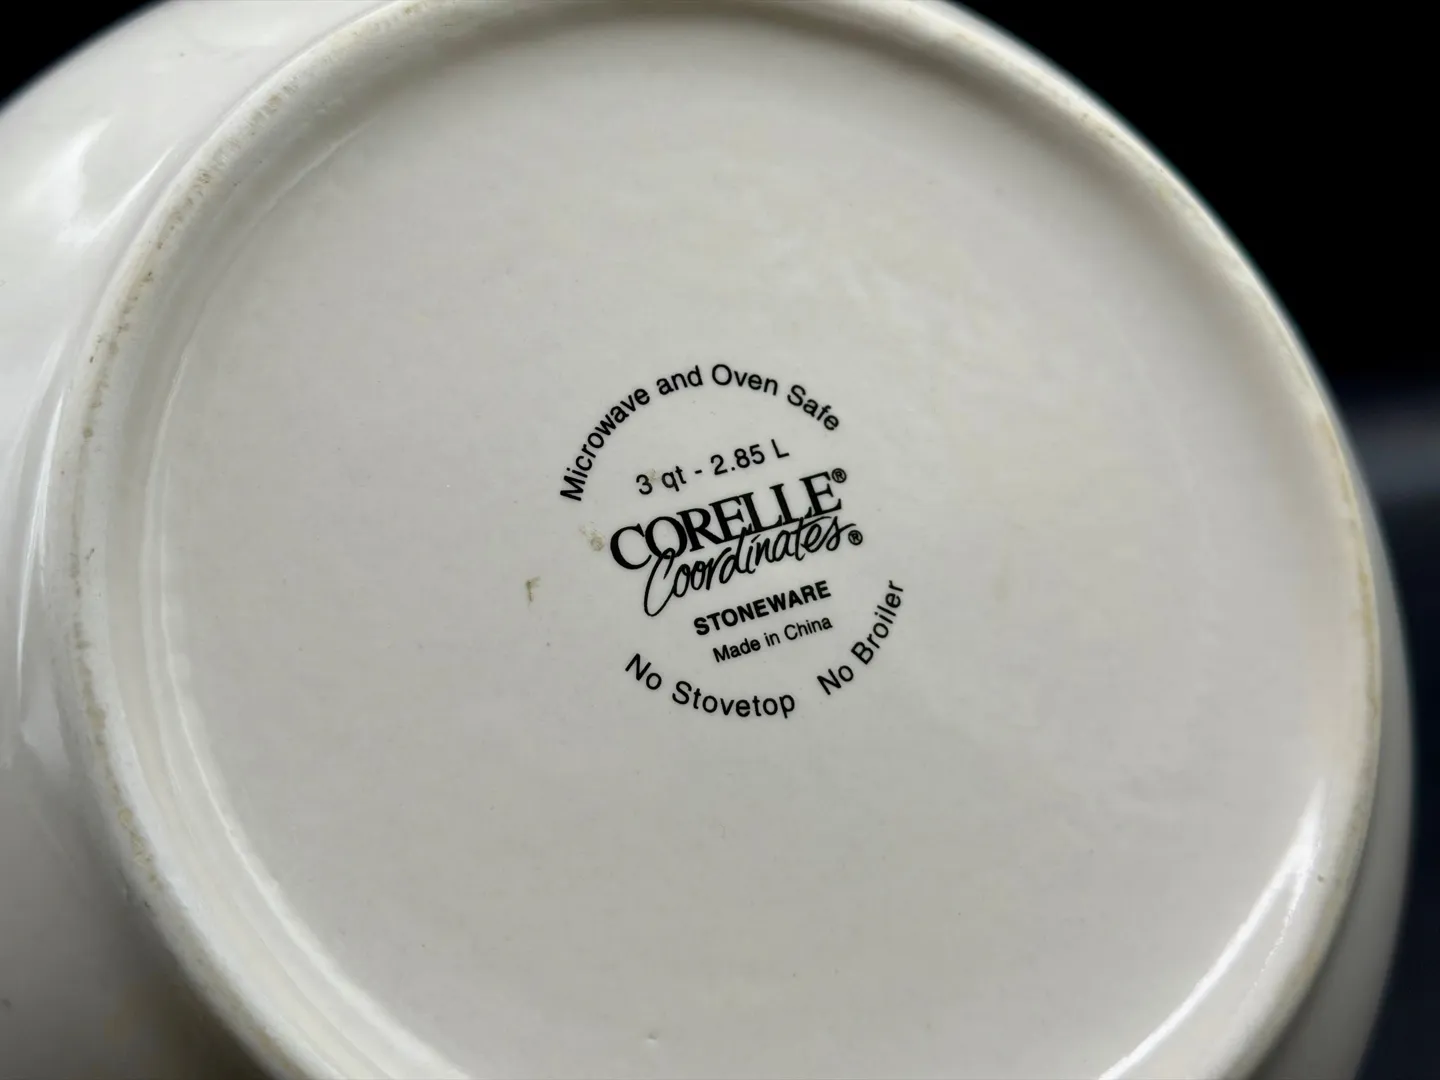 Microwave and Oven Safe
3 qt - 2.85 L
CORELLE®
Coordinates®
STONEWARE
Made in China
No Stovetop No Broiler